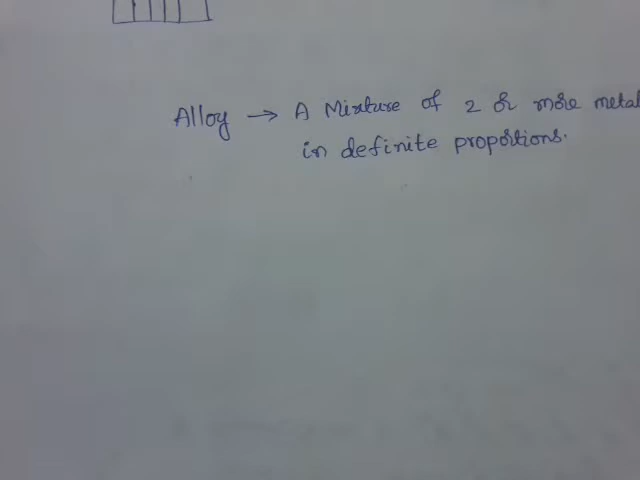 Alloy → A Mixture of 2 or more metal
in definite proportions.